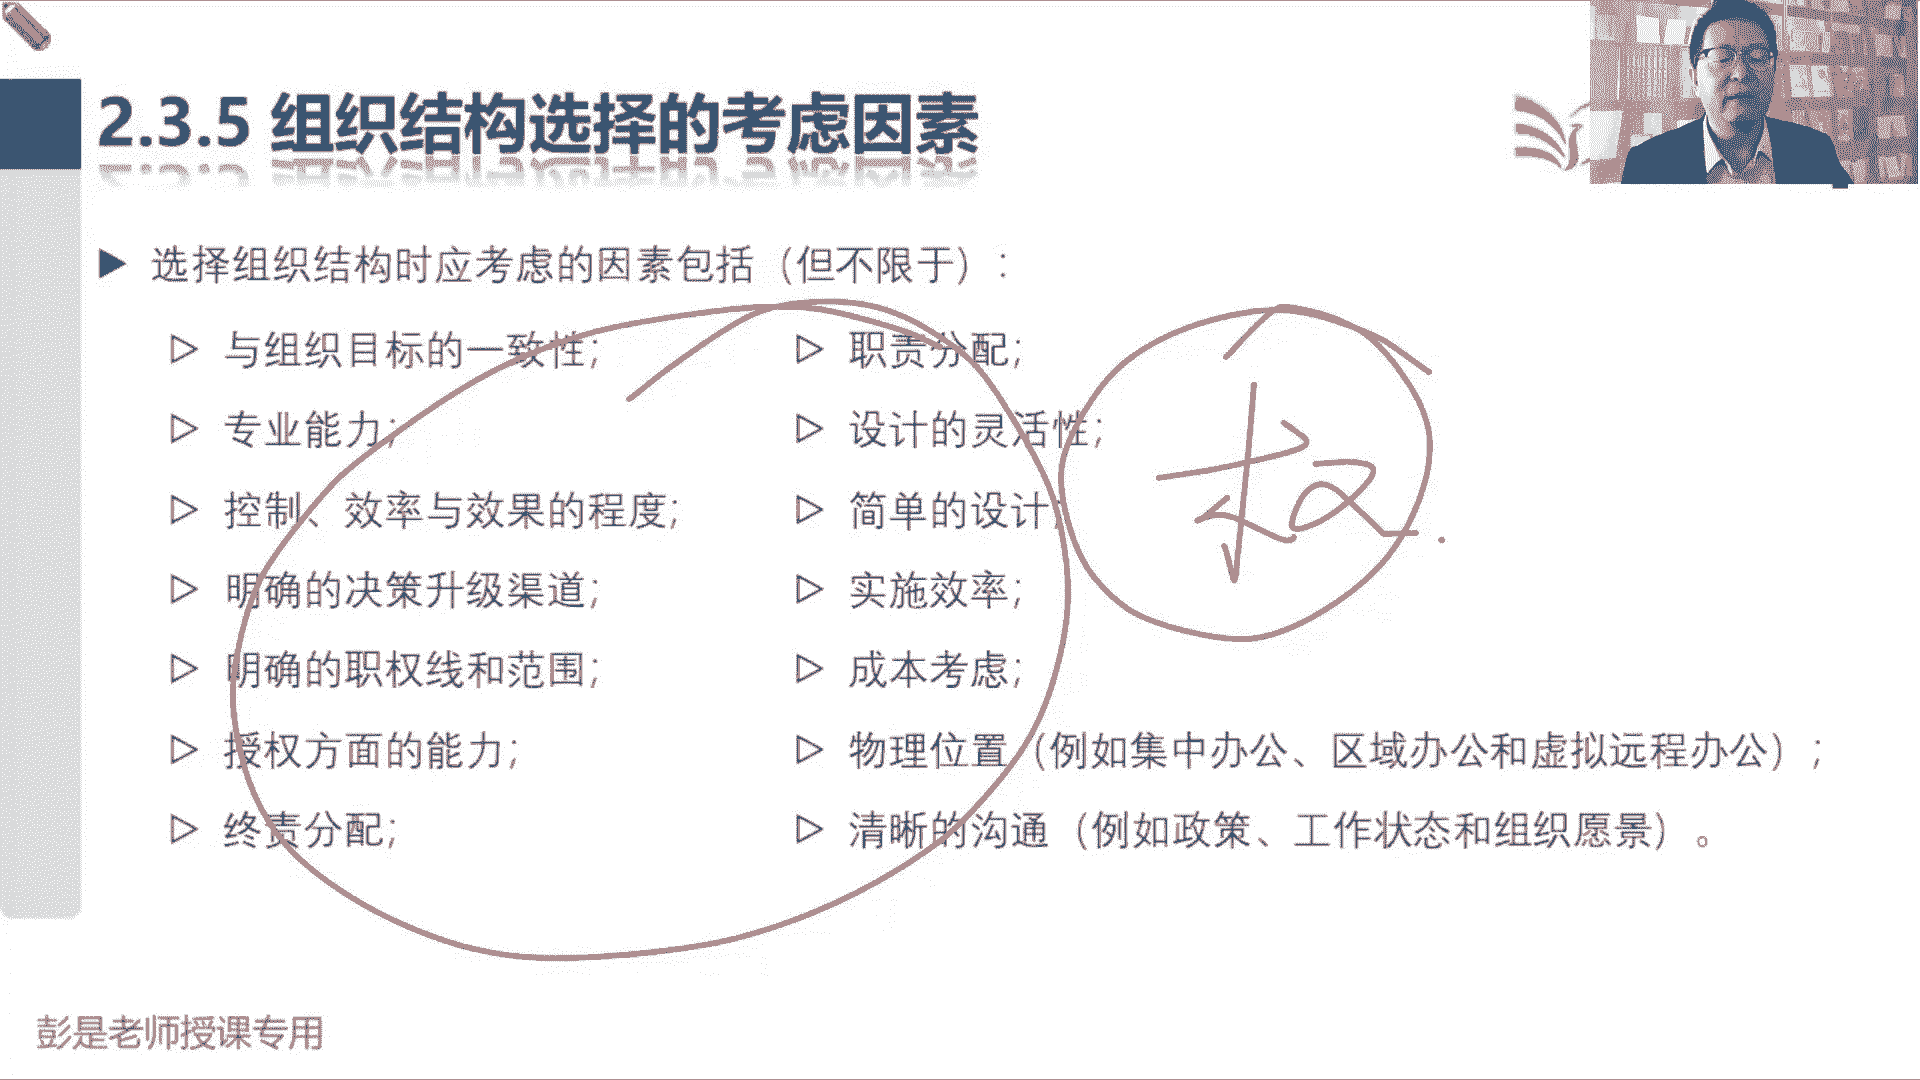 2.3.5 组织结构选择的考虑因素
选择组织结构时应考虑的因素包括（但不限于）：
与组织目标的一致性；
专业能力；
控制、效率与效果的程度；
明确的决策升级渠道；
明确的职权线和范围；
授权方面的能力；
终责分配；
职责分配；
设计的灵活性；
简单的设计；
实施效率；
成本考虑；
物理位置（例如集中办公、区域办公和虚拟远程办公）；
清晰的沟通（例如政策、工作状态和组织愿景）。
权
彭是老师授课专用